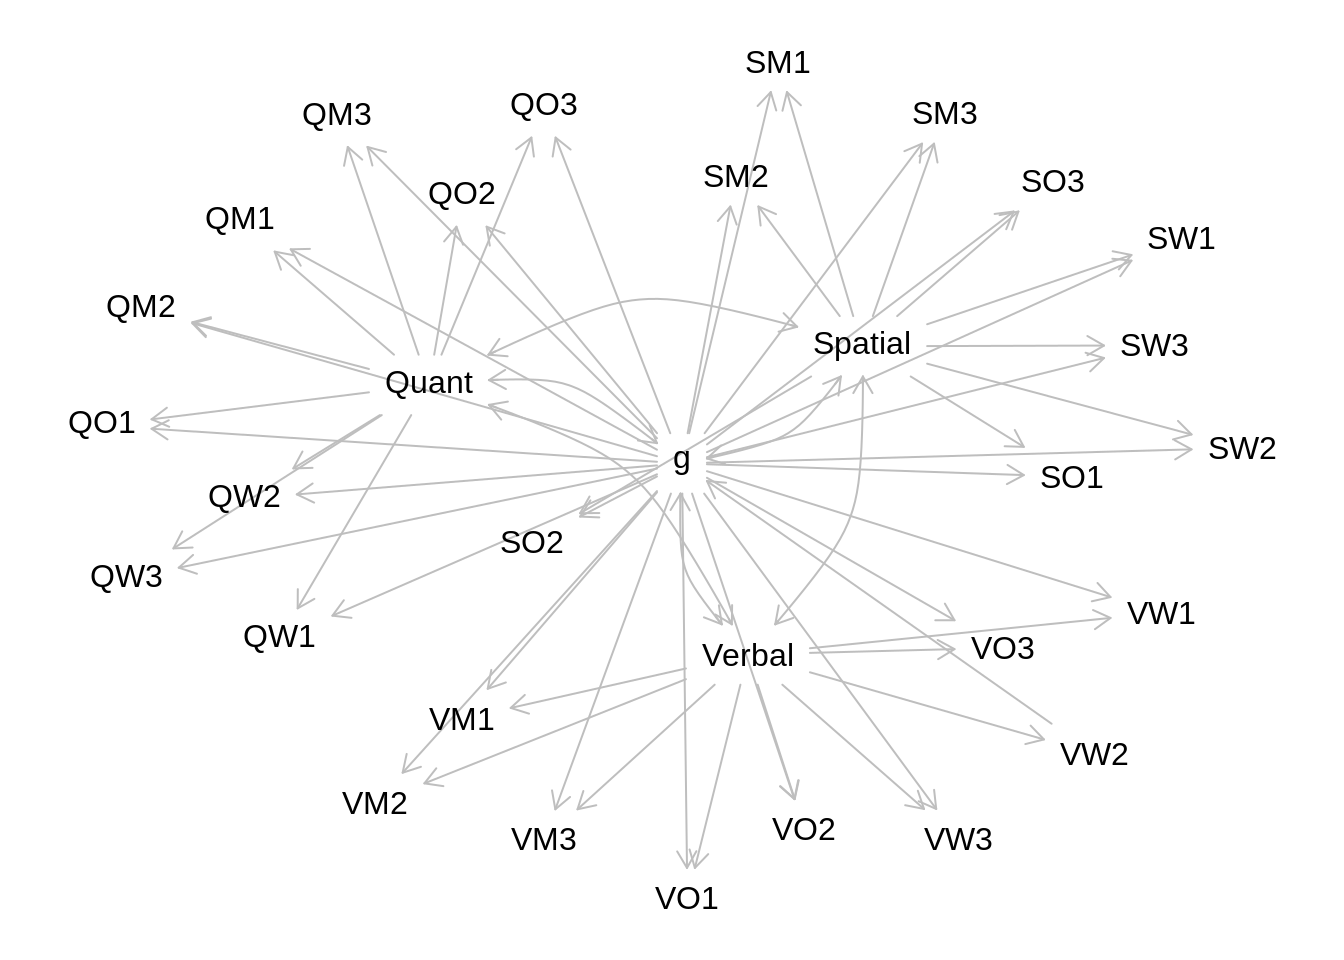 SM1
QO3
QM3
SM3
SM2
SO3
QO2
QM1
SW1
QM2
Spatial
SW3
Quant
QO1
SW2
g
SO1
QW2
SO2
QW3
VW1
QW1
VO3
Verbal
VM1
VW2
VM2
VO2
VM3
VW3
VO1